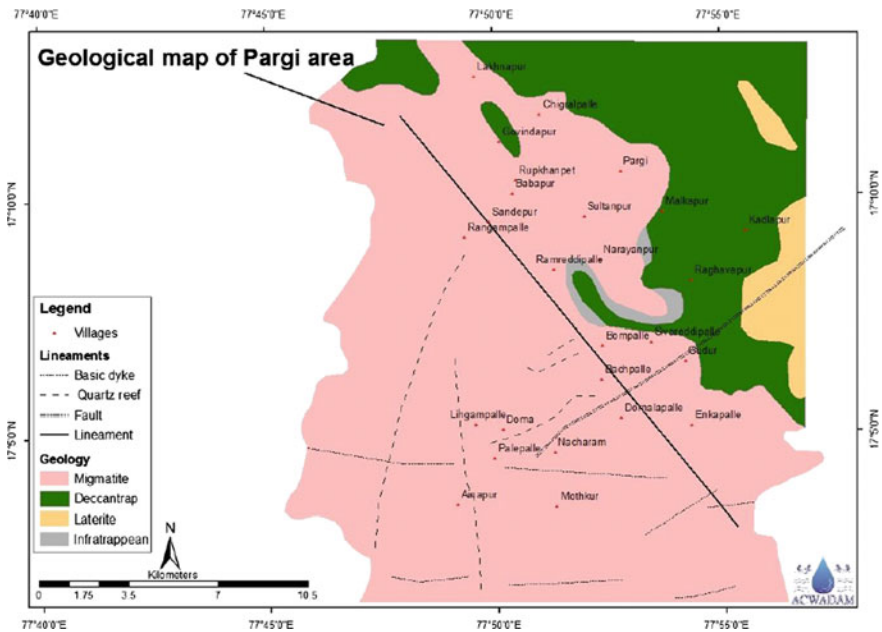 77°40'0"E 77°45'0"E 77°50'0"E 77°55'0"E
Geological map of Pargi area
Lakhnapur
Chigralpalle
Govindapur
Pargi
Rupkhanpet
Babapur
17°10'0"N 17°10'0"N
Malkapur
Sultanpur
Sandepur
Kadlapur
Rangampalle
Narayanpur
Ramreddipalle
Raghavapur
Legend
Villages
Lineaments
Basic dyke
Quartz reef
Fault
Lineament
Geology
Migmatite
Deccantrap
Laterite
Infratrappean
Bompalle
Gudur
Bachpalle
Lingampalle
Doma
Dornalapalle
Enkapalle
17°5'0"N 17°5'0"N
Nacharam
Palepalle
Mothkur
N
Kilometers
0 1.75 3.5 7 10.5
ACWADAM
77°40'0"E 77°45'0"E 77°50'0"E 77°55'0"E